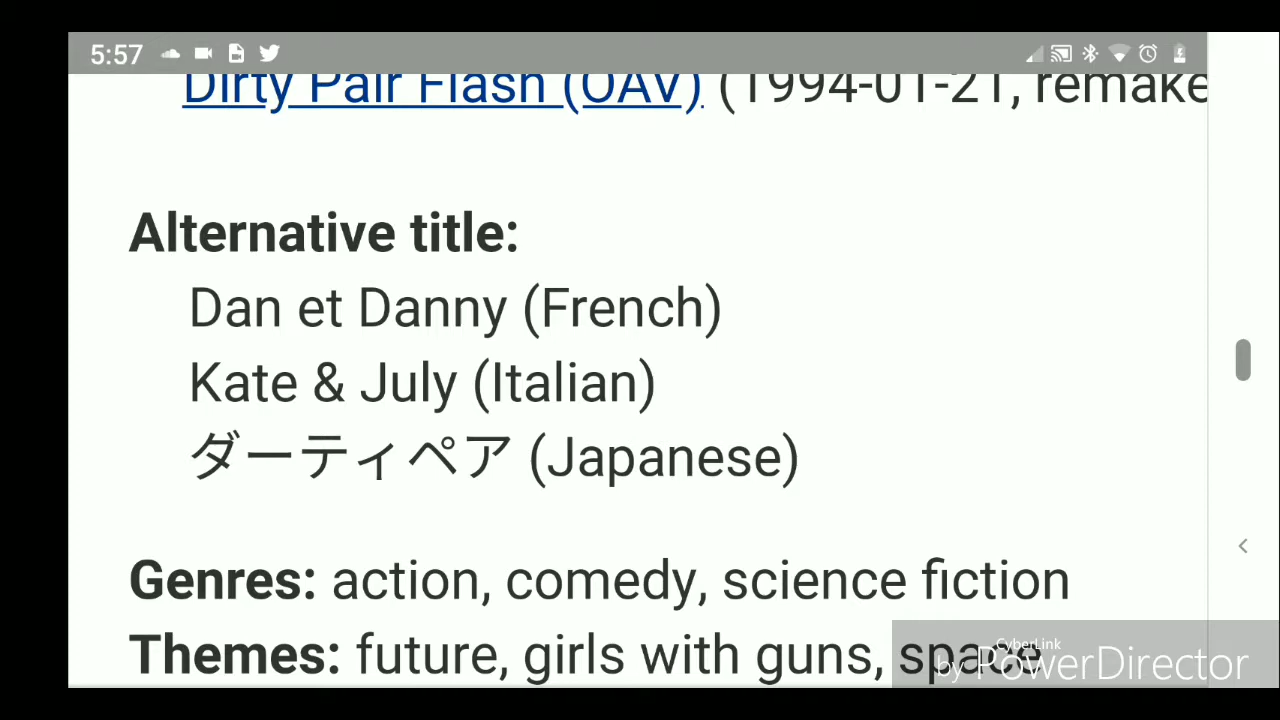 5:57
Dirty Pair Flash (OAV) (1994-01-21, remake
Alternative title:
Dan et Danny (French)
Kate & July (Italian)
ダーティペア (Japanese)
Genres: action, comedy, science fiction
Themes: future, girls with guns, space
CyberLink
by PowerDirector